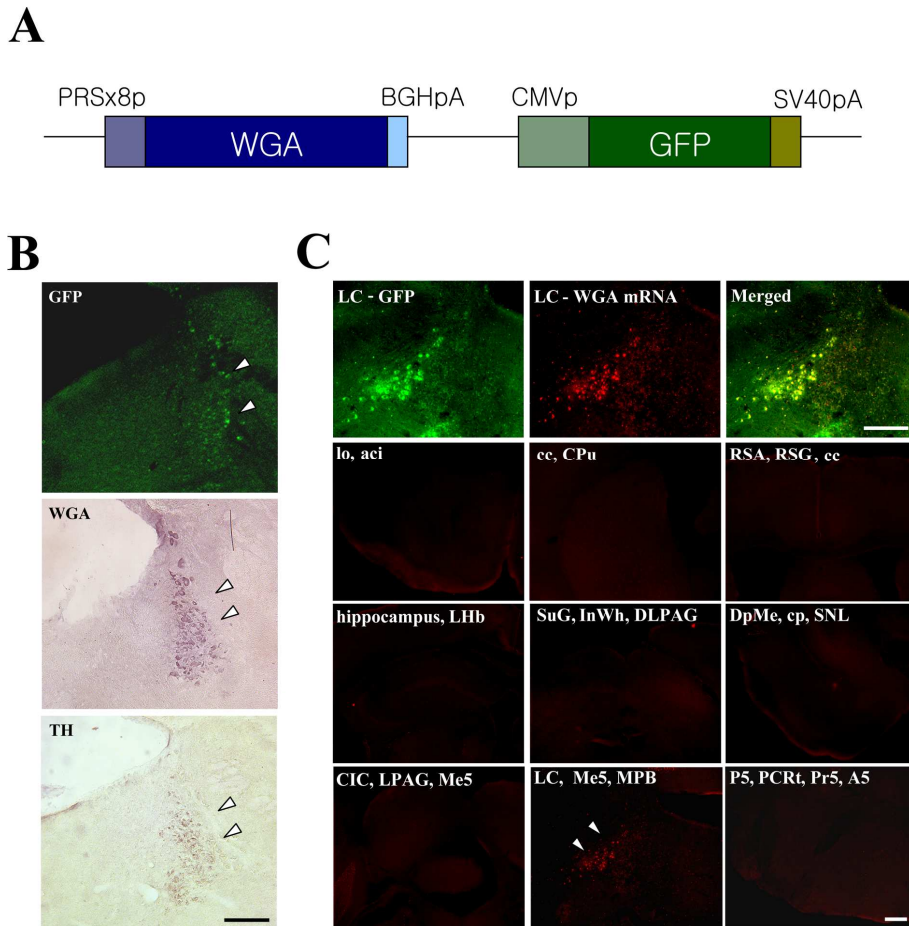 A
PRSx8p BGHpA CMVp SV40pA
WGA GFP
B
C
GFP
WGA
TH
LC - GFP LC - WGA mRNA Merged
lo, aci cc, CPu RSA, RSG, cc
hippocampus, LHb SuG, InWh, DLPAG DpMe, cp, SNL
CIC, LPAG, Me5 LC, Me5, MPB P5, PCRt, Pr5, A5